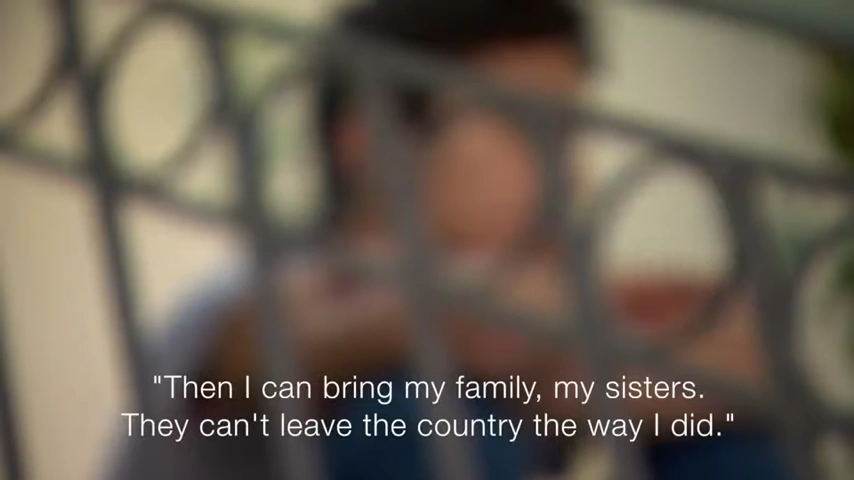 "Then I can bring my family, my sisters.
They can't leave the country the way I did."